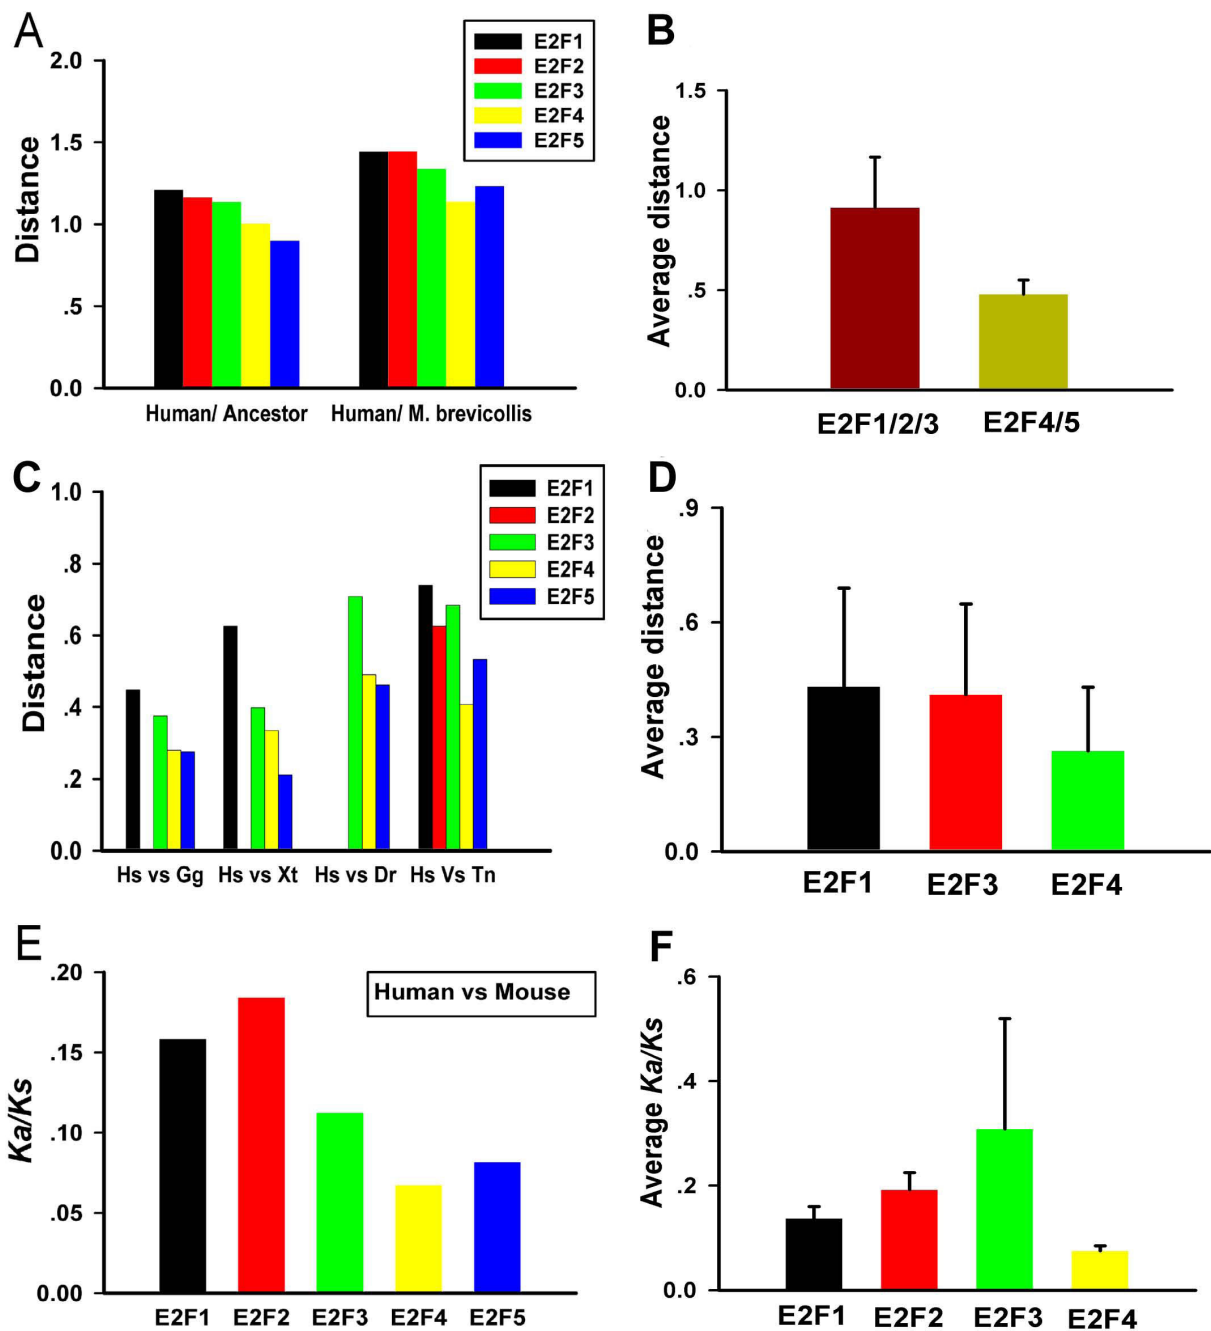 A
2.0
1.5
1.0
.5
0.0
Distance
E2F1
E2F2
E2F3
E2F4
E2F5
Human/ Ancestor
Human/ M. brevicollis
B
1.5
1.0
.5
0.0
Average distance
E2F1/2/3
E2F4/5
C
1.0
.8
.6
.4
.2
0.0
Distance
E2F1
E2F2
E2F3
E2F4
E2F5
Hs vs Gg
Hs vs Xt
Hs vs Dr
Hs Vs Tn
D
.9
.6
.3
0.0
Average distance
E2F1
E2F3
E2F4
E
.20
.15
.10
.05
0.00
Ka/Ks
Human vs Mouse
E2F1
E2F2
E2F3
E2F4
E2F5
F
.6
.4
.2
0.0
Average Ka/Ks
E2F1
E2F2
E2F3
E2F4